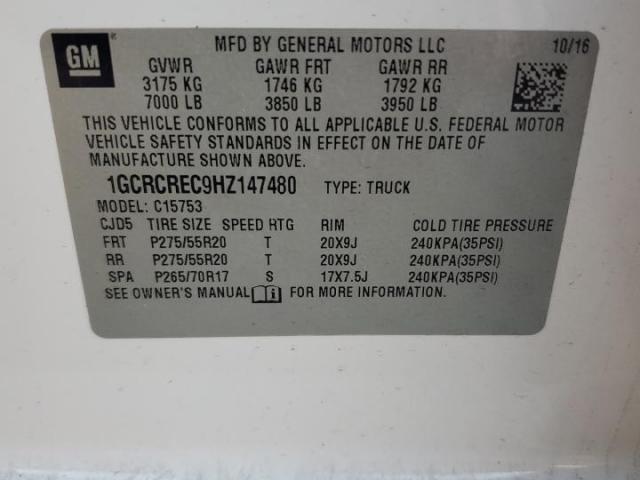 GM
MFD BY GENERAL MOTORS LLC 10/16
GVWR GAWR FRT GAWR RR
3175 KG 1746 KG 1792 KG
7000 LB 3850 LB 3950 LB
THIS VEHICLE CONFORMS TO ALL APPLICABLE U.S. FEDERAL MOTOR
VEHICLE SAFETY STANDARDS IN EFFECT ON THE DATE OF
MANUFACTURE SHOWN ABOVE.
1GCRCREC9HZ147480 TYPE: TRUCK
MODEL: C15753
CJD5 TIRE SIZE SPEED RTG RIM COLD TIRE PRESSURE
FRT P275/55R20 T 20X9J 240KPA(35PSI)
RR P275/55R20 T 20X9J 240KPA(35PSI)
SPA P265/70R17 S 17X7.5J 240KPA(35PSI)
SEE OWNER'S MANUAL FOR MORE INFORMATION.